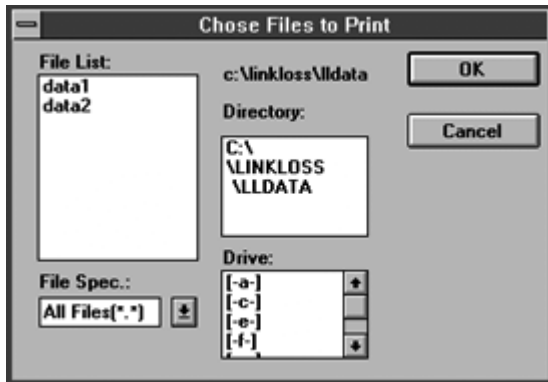 Chose Files to Print
File List:
data1
data2
c:\linkloss\lldata
Directory:
C:\
\LINKLOSS
\LLDATA
OK
Cancel
File Spec.:
All Files(*.*)
Drive:
[-a-]
[-c-]
[-e-]
[-f-]